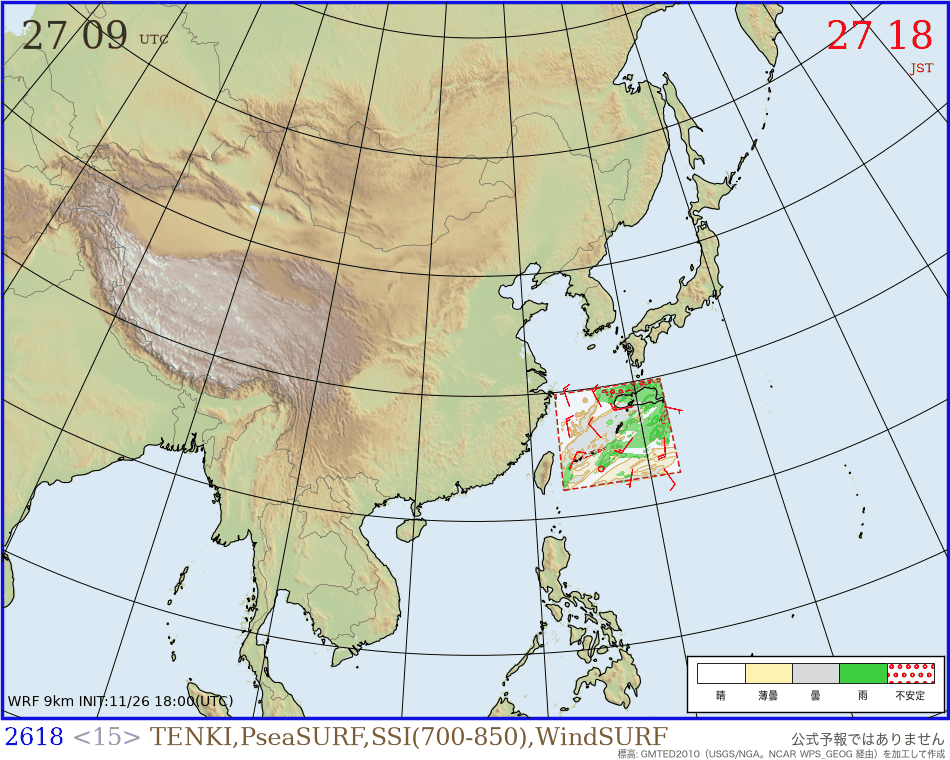 27 09 UTC
27 18
JST
晴 薄曇 曇 雨 不安定
WRF 9km INIT:11/26 18:00(UTC)
2618 <15> TENKI,PseaSURF,SSI(700-850),WindSURF
公式予報ではありません
標高: GMTED2010（USGS/NGA。NCAR WPS_GEOG 経由）を加工して作成